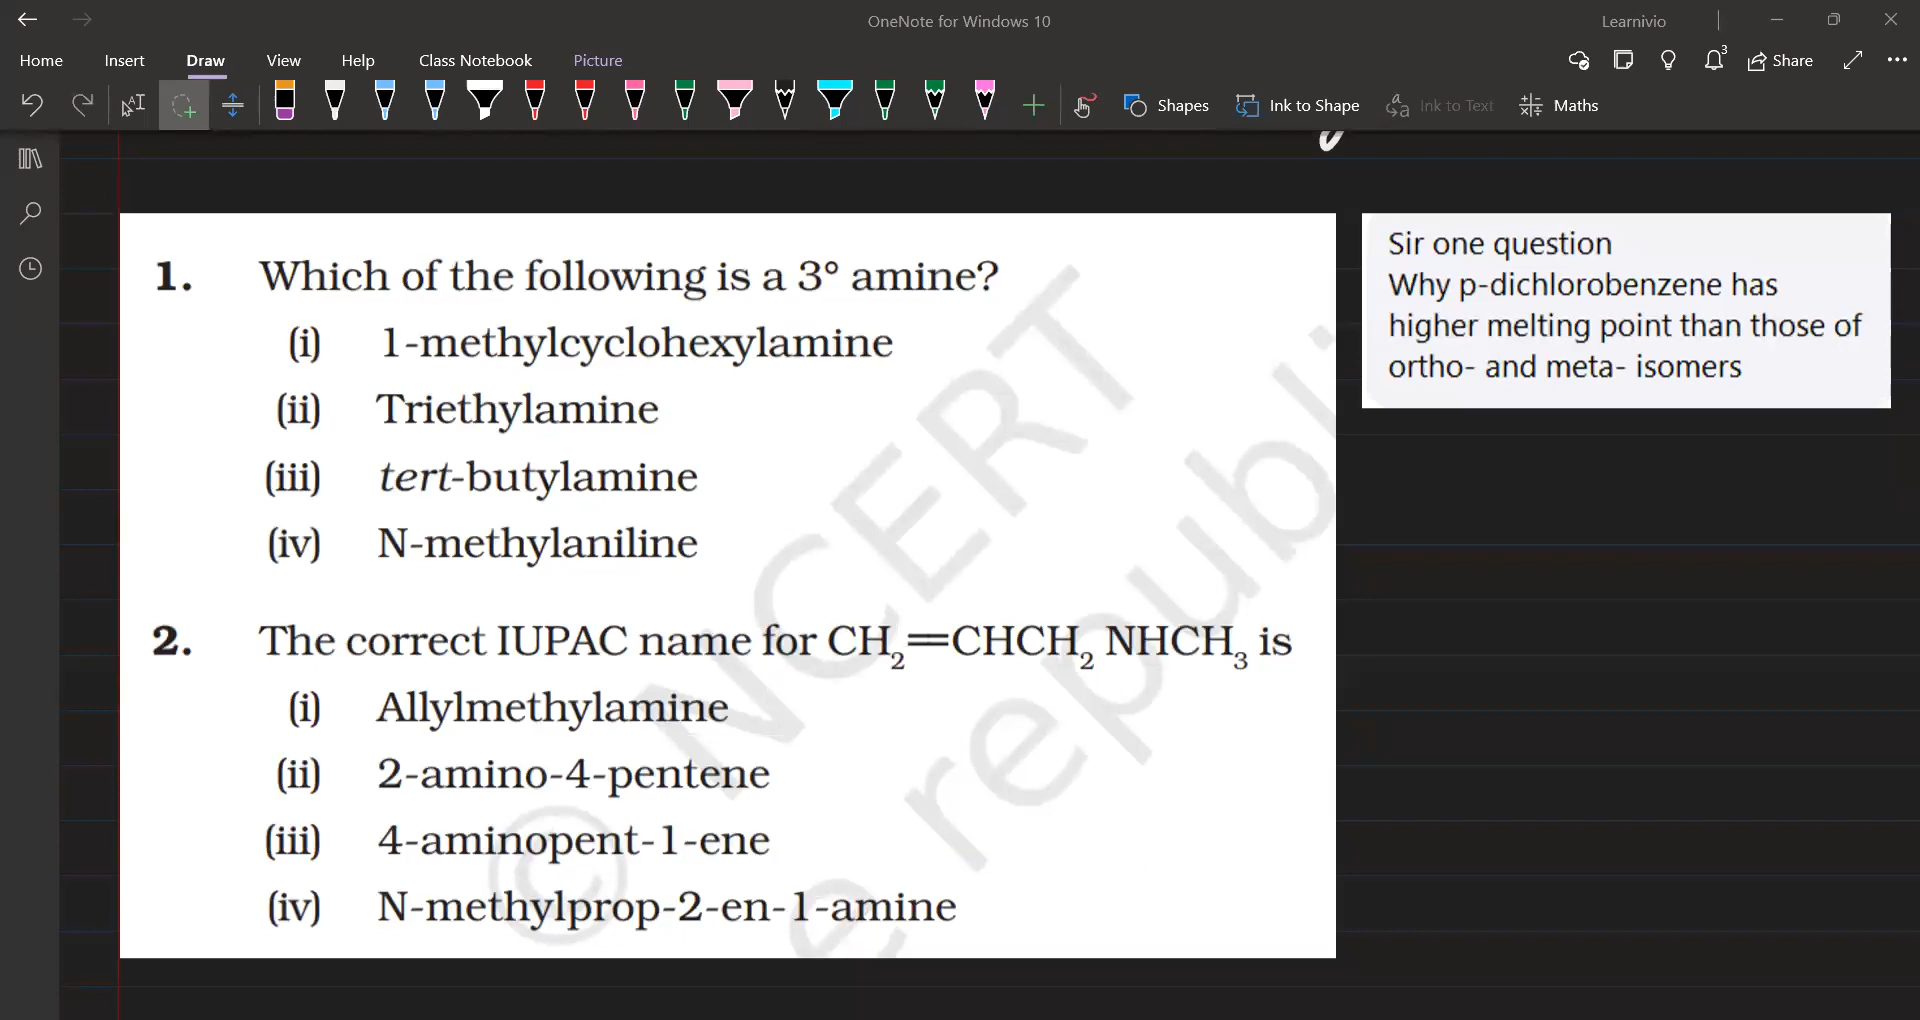 OneNote for Windows 10
Learnivio
Home Insert Draw View Help Class Notebook Picture
3
Share
Shapes Ink to Shape Ink to Text Maths
1. Which of the following is a 3° amine?
(i) 1-methylcyclohexylamine
(ii) Triethylamine
(iii) tert-butylamine
(iv) N-methylaniline
2. The correct IUPAC name for CH₂=CHCH₂ NHCH₃ is
(i) Allylmethylamine
(ii) 2-amino-4-pentene
(iii) 4-aminopent-1-ene
(iv) N-methylprop-2-en-1-amine
© NCERT
e republi
Sir one question
Why p-dichlorobenzene has
higher melting point than those of
ortho- and meta- isomers